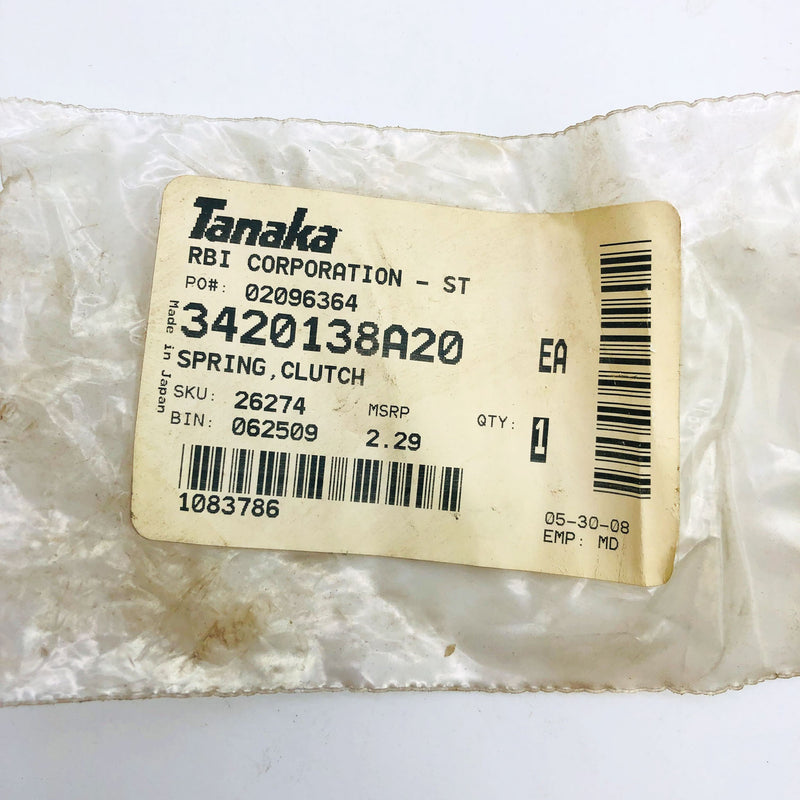 Tanaka
RBI CORPORATION - ST
PO#: 02096364
3420138A20 EA
SPRING,CLUTCH
Made in Japan
SKU: 26274 MSRP QTY: 1
BIN: 062509 2.29
1083786
05-30-08
EMP: MD